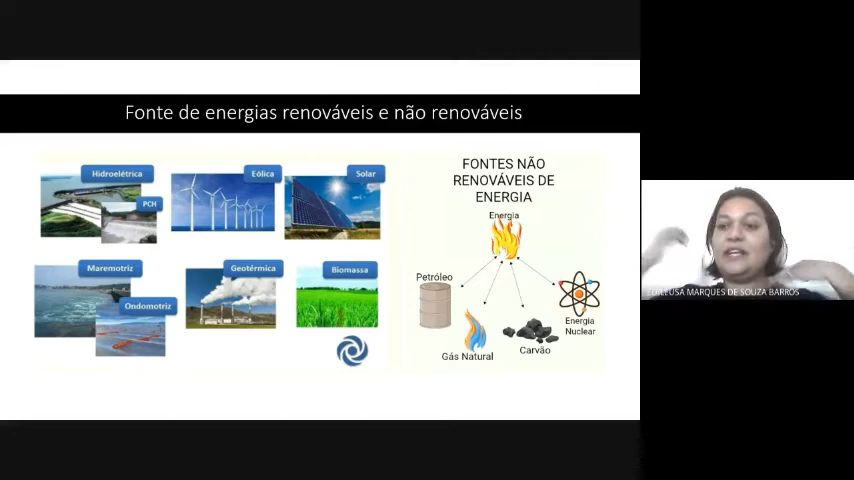 Fonte de energias renováveis e não renováveis
Hidroelétrica
PCH
Eólica
Solar
Maremotriz
Ondomotriz
Geotérmica
Biomassa
FONTES NÃO
RENOVÁVEIS DE
ENERGIA
Energia
Petróleo
Gás Natural
Carvão
Energia
Nuclear
EDILEUSA MARQUES DE SOUZA BARROS